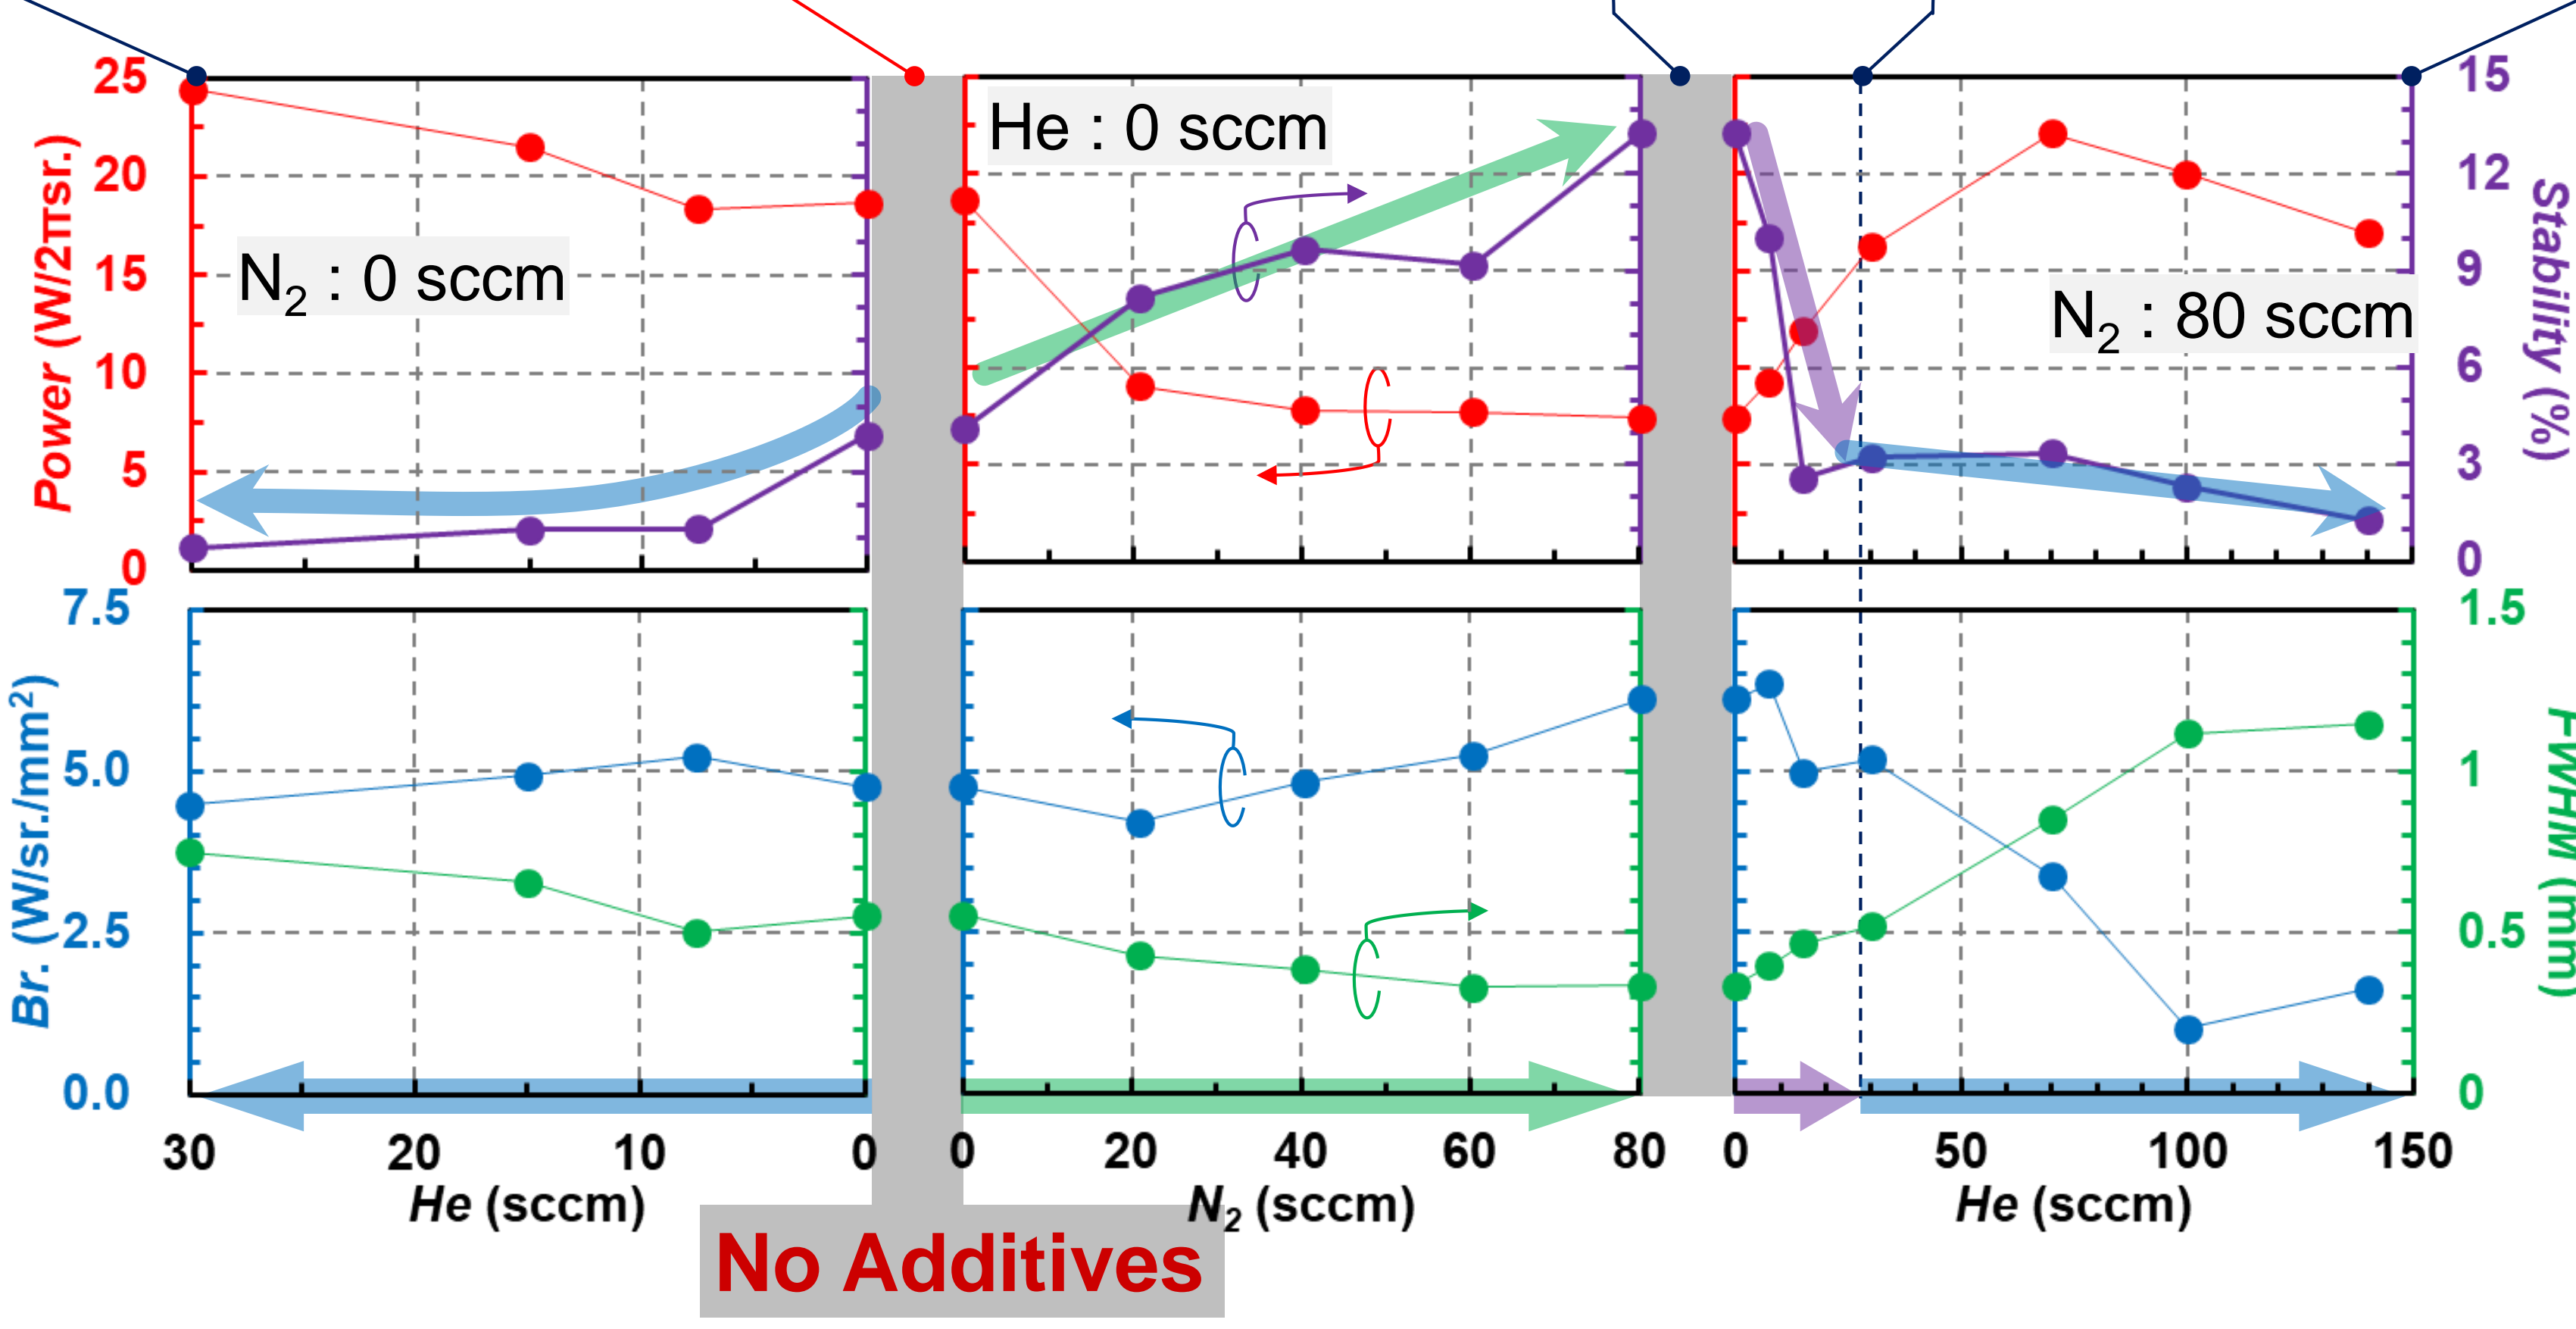 25
20
15
10
5
0
Power (W/2πsr.)
N₂ : 0 sccm
He : 0 sccm
N₂ : 80 sccm
15
12
9
6
3
0
Stability (%)
7.5
5.0
2.5
0.0
Br. (W/sr./mm²)
1.5
1
0.5
0
FWHM (mm)
30 20 10 0
0 20 40 60 80
0 50 100 150
He (sccm)
N₂ (sccm)
He (sccm)
No Additives